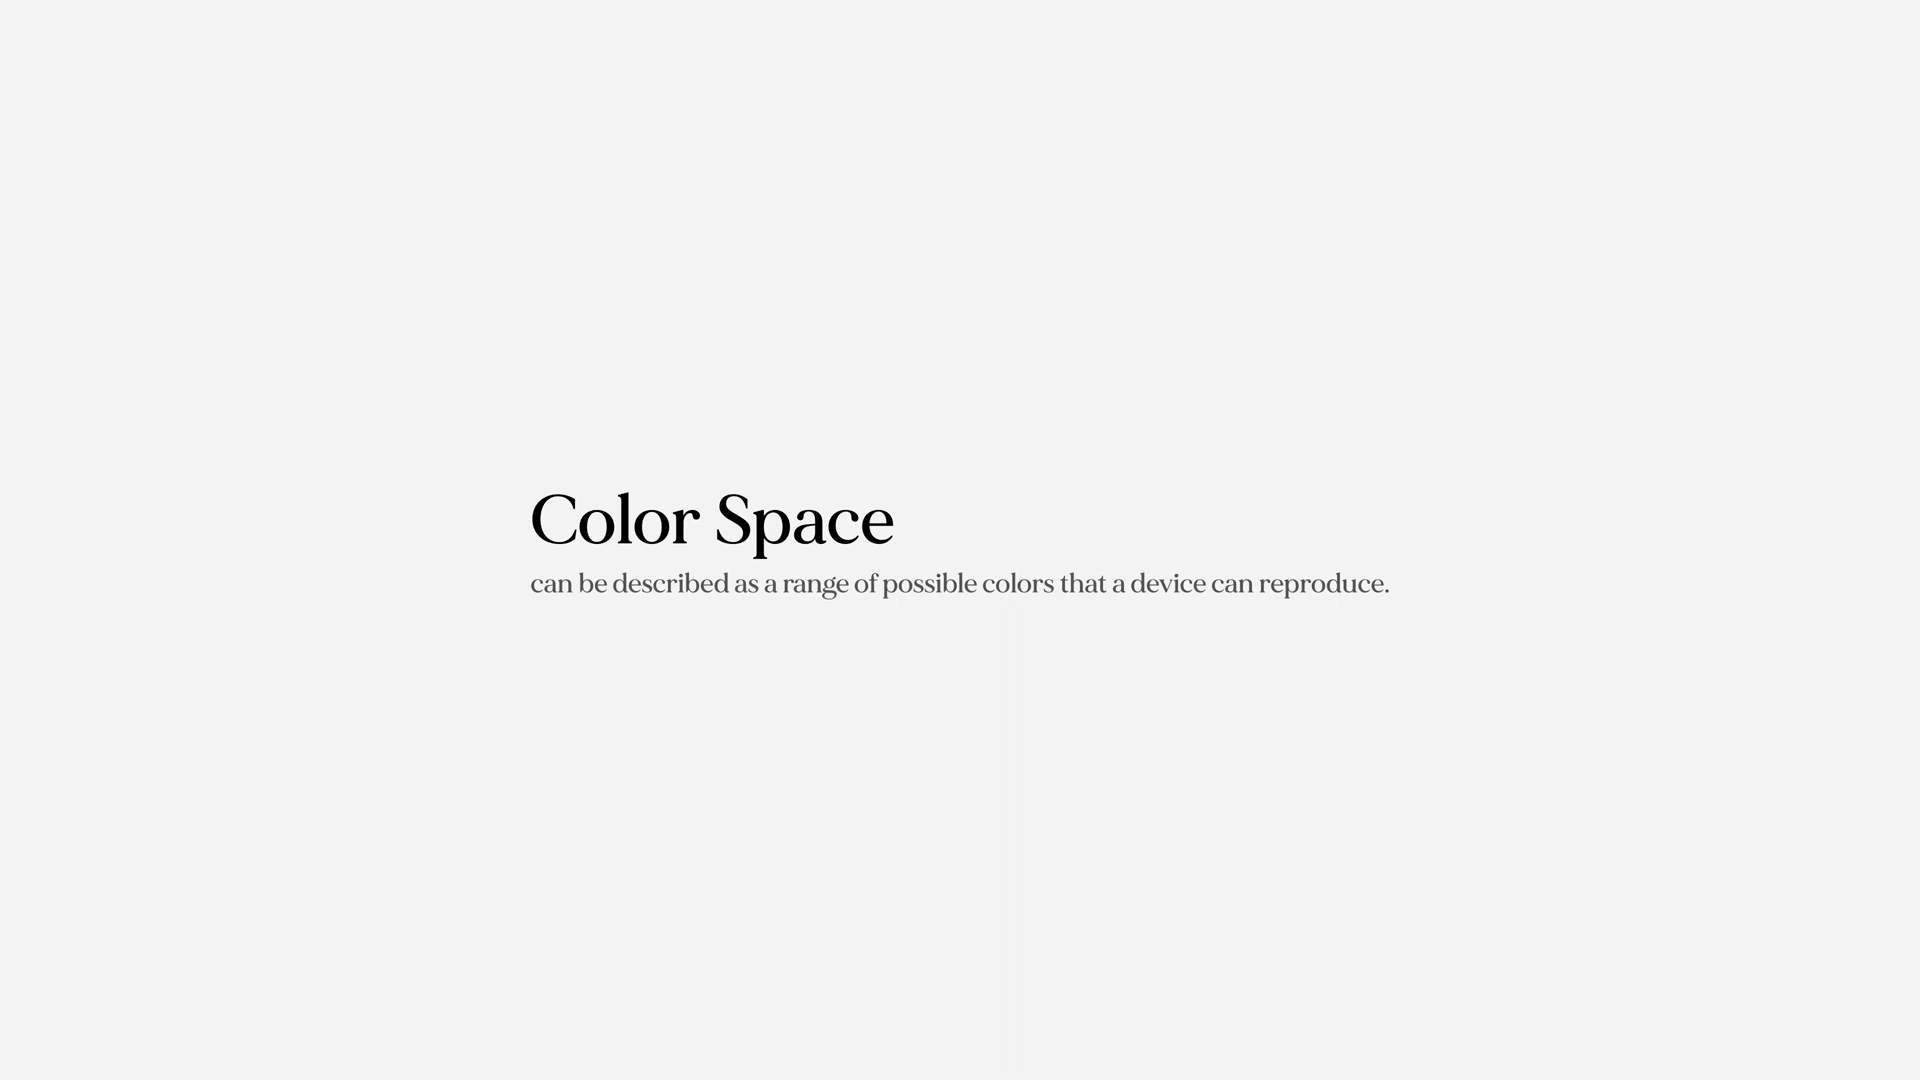 Color Space
can be described as a range of possible colors that a device can reproduce.